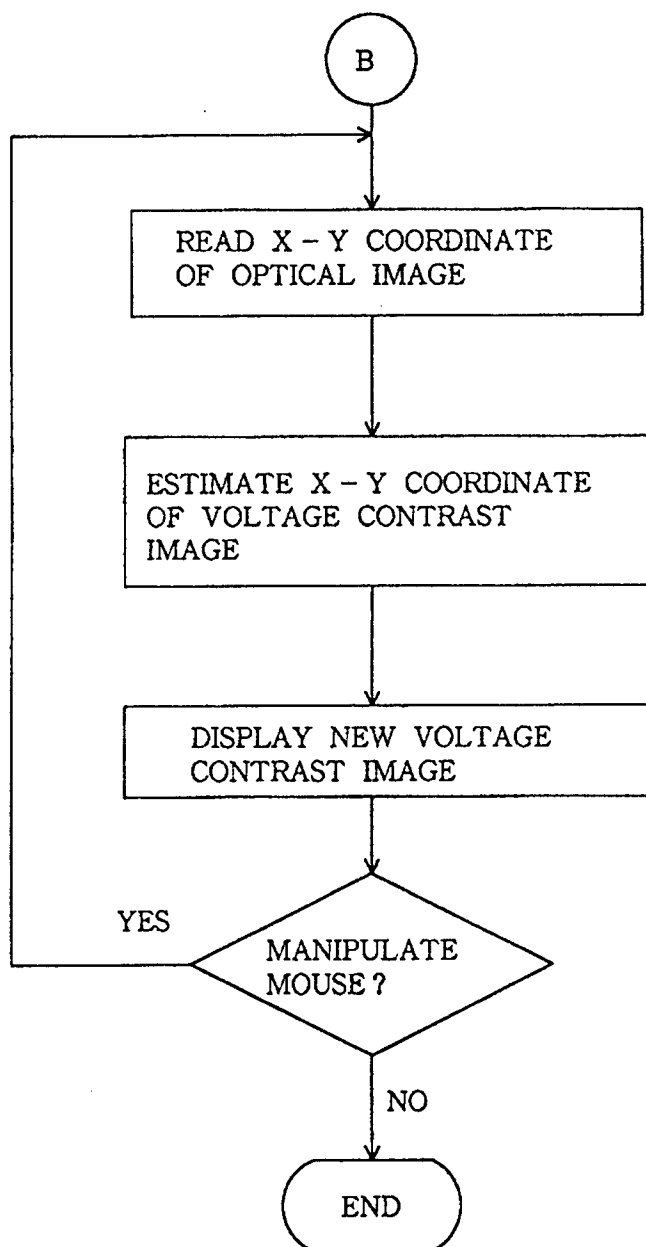 B
READ X – Y COORDINATE
OF OPTICAL IMAGE
ESTIMATE X – Y COORDINATE
OF VOLTAGE CONTRAST
IMAGE
DISPLAY NEW VOLTAGE
CONTRAST IMAGE
YES
MANIPULATE
MOUSE ?
NO
END